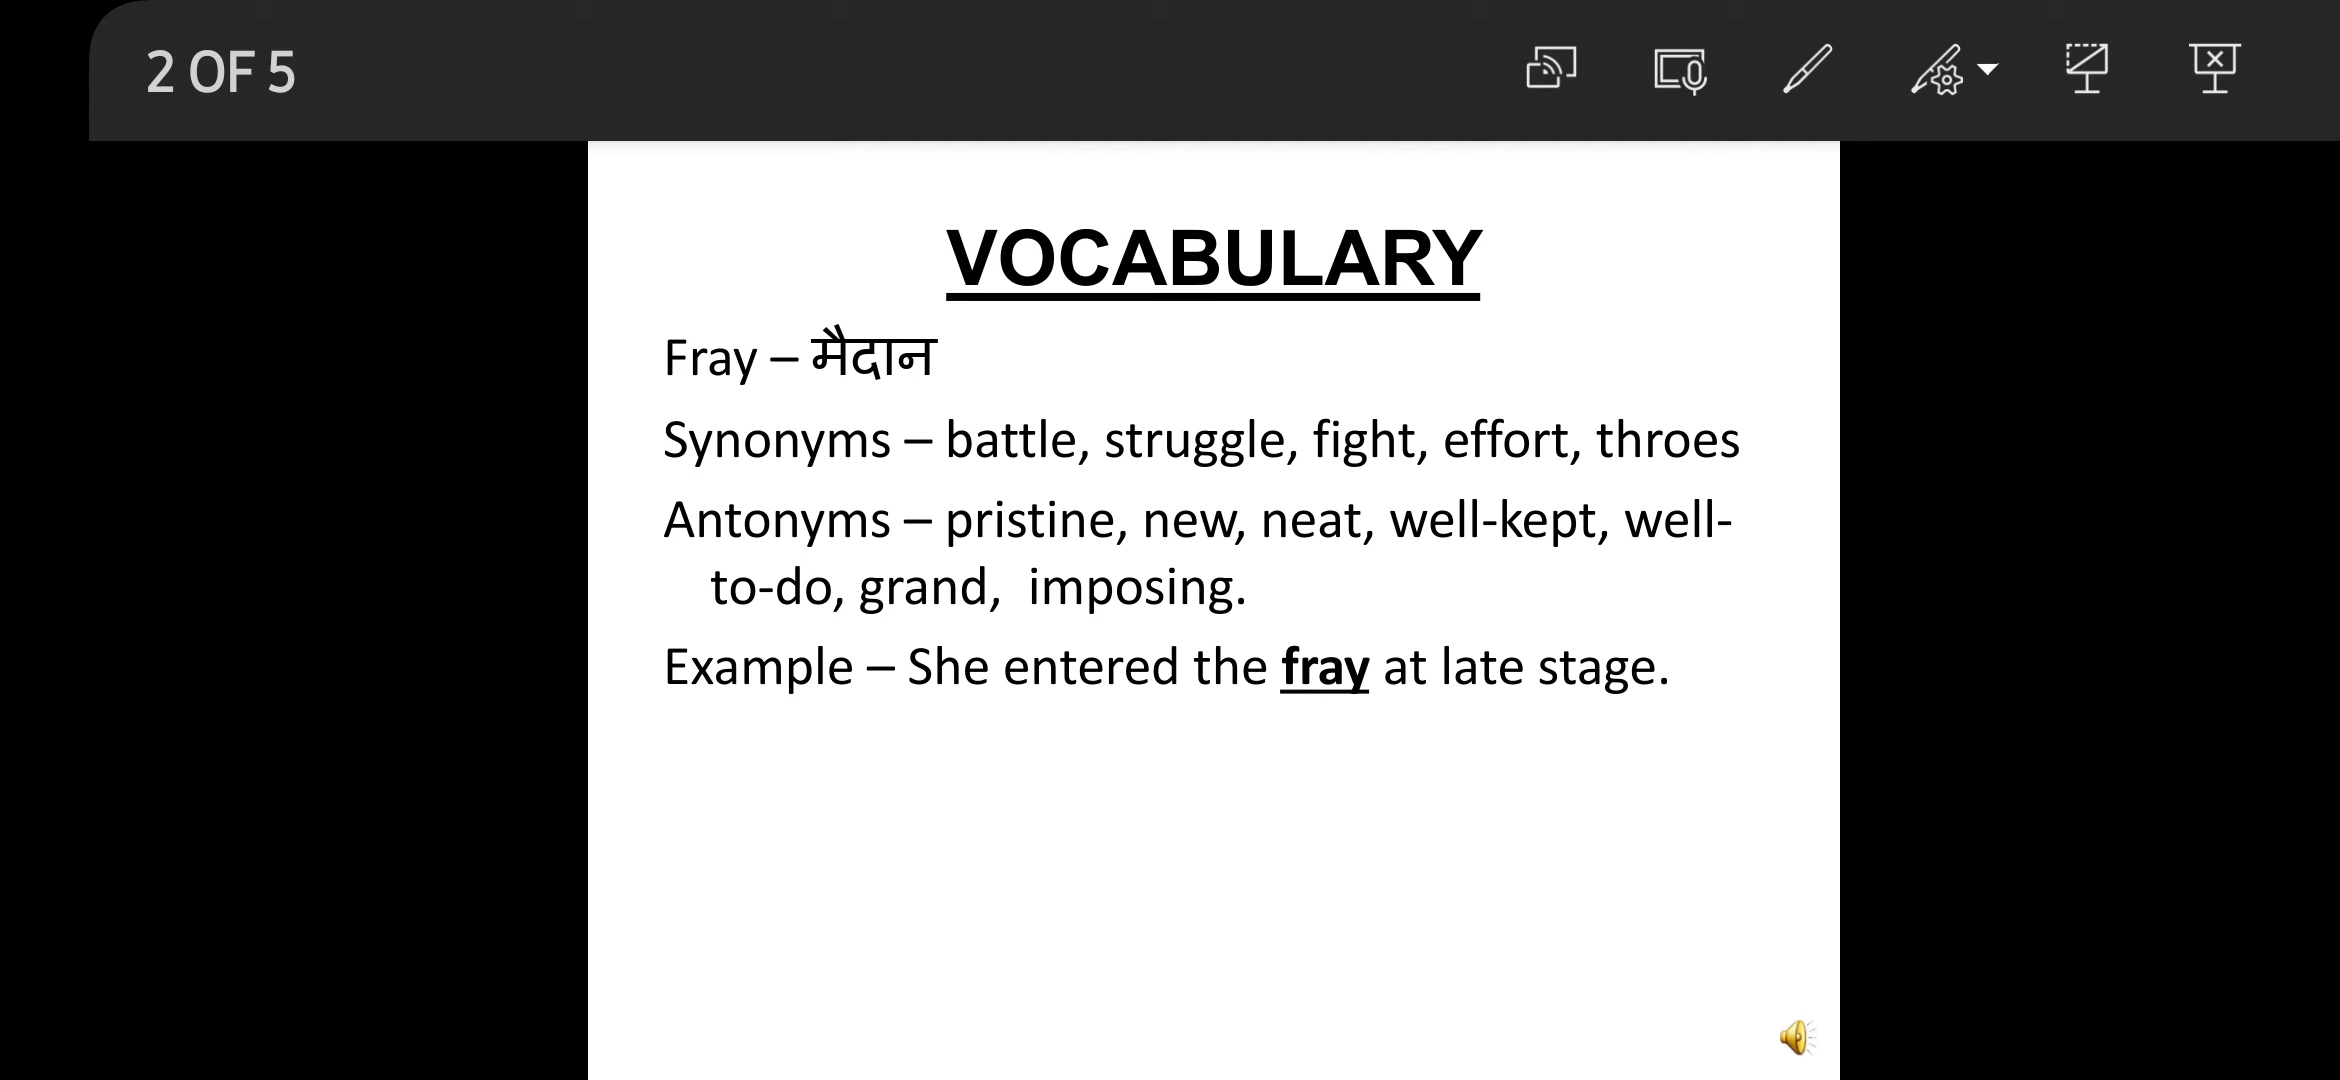 2 OF 5
VOCABULARY
Fray – मैदान
Synonyms – battle, struggle, fight, effort, throes
Antonyms – pristine, new, neat, well-kept, well-
to-do, grand,  imposing.
Example – She entered the fray at late stage.